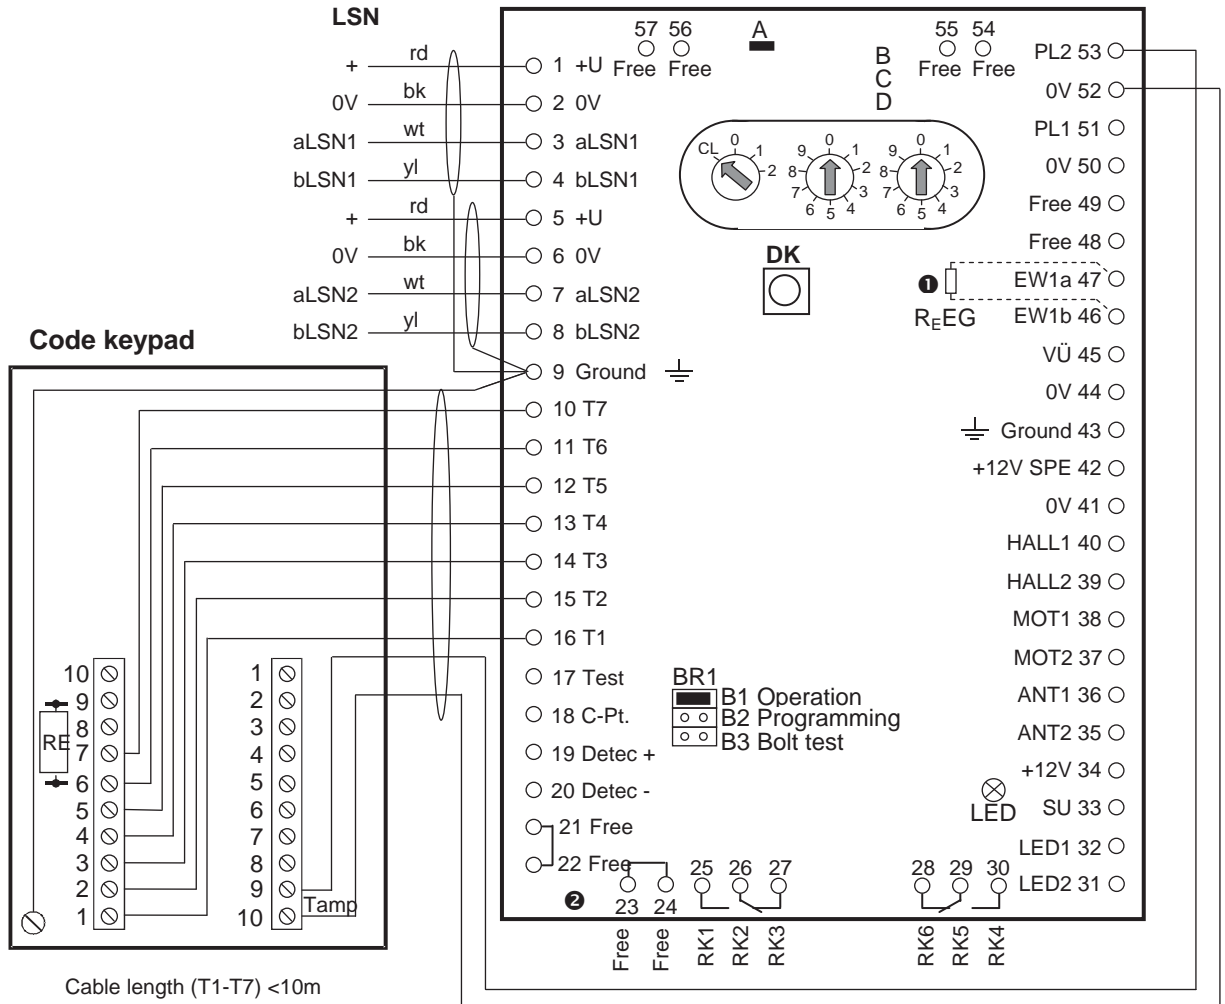 LSN
+ rd
0V bk
aLSN1 wt
bLSN1 yl
+ rd
0V bk
aLSN2 wt
bLSN2 yl
1 +U
2 0V
3 aLSN1
4 bLSN1
5 +U
6 0V
7 aLSN2
8 bLSN2
9 Ground
10 T7
11 T6
12 T5
13 T4
14 T3
15 T2
16 T1
17 Test
18 C-Pt.
19 Detec +
20 Detec -
21 Free
22 Free
57 56
Free Free
A
B
C
D
55 54
Free Free
CL 0 1 2
0 1 2 3 4 5 6 7 8 9
0 1 2 3 4 5 6 7 8 9
DK
❶
REEG
PL2 53
0V 52
PL1 51
0V 50
Free 49
Free 48
EW1a 47
EW1b 46
VÜ 45
0V 44
Ground 43
+12V SPE 42
0V 41
HALL1 40
HALL2 39
MOT1 38
MOT2 37
ANT1 36
ANT2 35
+12V 34
SU 33
LED1 32
LED2 31
LED
BR1
B1 Operation
B2 Programming
B3 Bolt test
❷
23 24
Free Free
25 26 27
RK1 RK2 RK3
28 29 30
RK6 RK5 RK4
Code keypad
10
9
8
7
6
5
4
3
2
1
RE
1
2
3
4
5
6
7
8
9
10
Tamp
Cable length (T1-T7) <10m